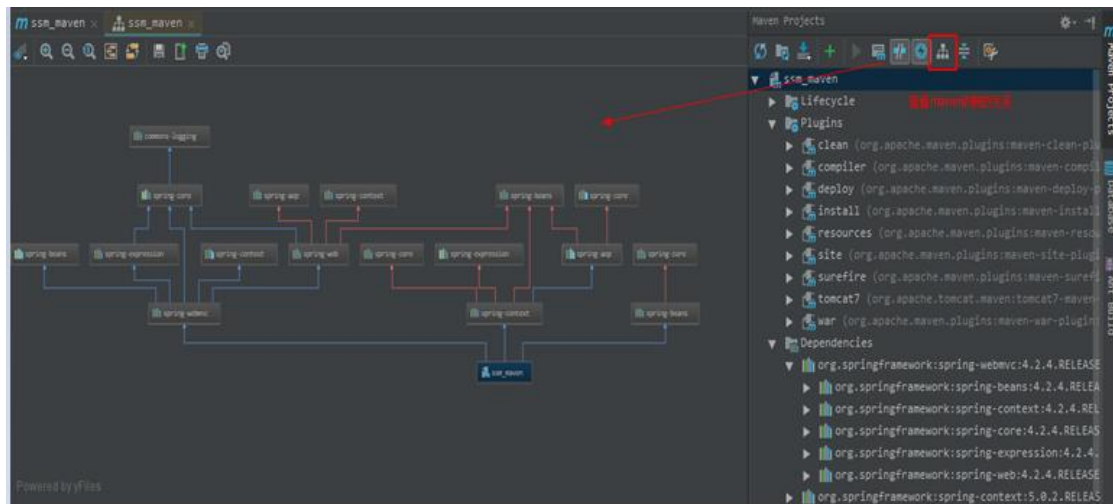 ssm_maven
ssm_maven
Maven Projects
ssm_maven
Lifecycle
Plugins
clean (org.apache.maven.plugins:maven-clean-plu
compiler (org.apache.maven.plugins:maven-compil
deploy (org.apache.maven.plugins:maven-deploy-p
install (org.apache.maven.plugins:maven-install
resources (org.apache.maven.plugins:maven-resou
site (org.apache.maven.plugins:maven-site-plugi
surefire (org.apache.maven.plugins:maven-surefi
tomcat7 (org.apache.tomcat.maven:tomcat7-maven-
war (org.apache.maven.plugins:maven-war-plugin
Dependencies
org.springframework:spring-webmvc:4.2.4.RELEASE
org.springframework:spring-beans:4.2.4.RELEA
org.springframework:spring-context:4.2.4.REL
org.springframework:spring-core:4.2.4.RELEAS
org.springframework:spring-expression:4.2.4.
org.springframework:spring-web:4.2.4.RELEASE
org.springframework:spring-context:5.0.2.RELEAS
commons-logging
spring-core
spring-aop
spring-context
spring-beans
spring-core
spring-beans
spring-expression
spring-context
spring-web
spring-core
spring-expression
spring-aop
spring-core
spring-webmvc
spring-context
spring-beans
ssm_maven
Powered by yFiles
Maven Projects